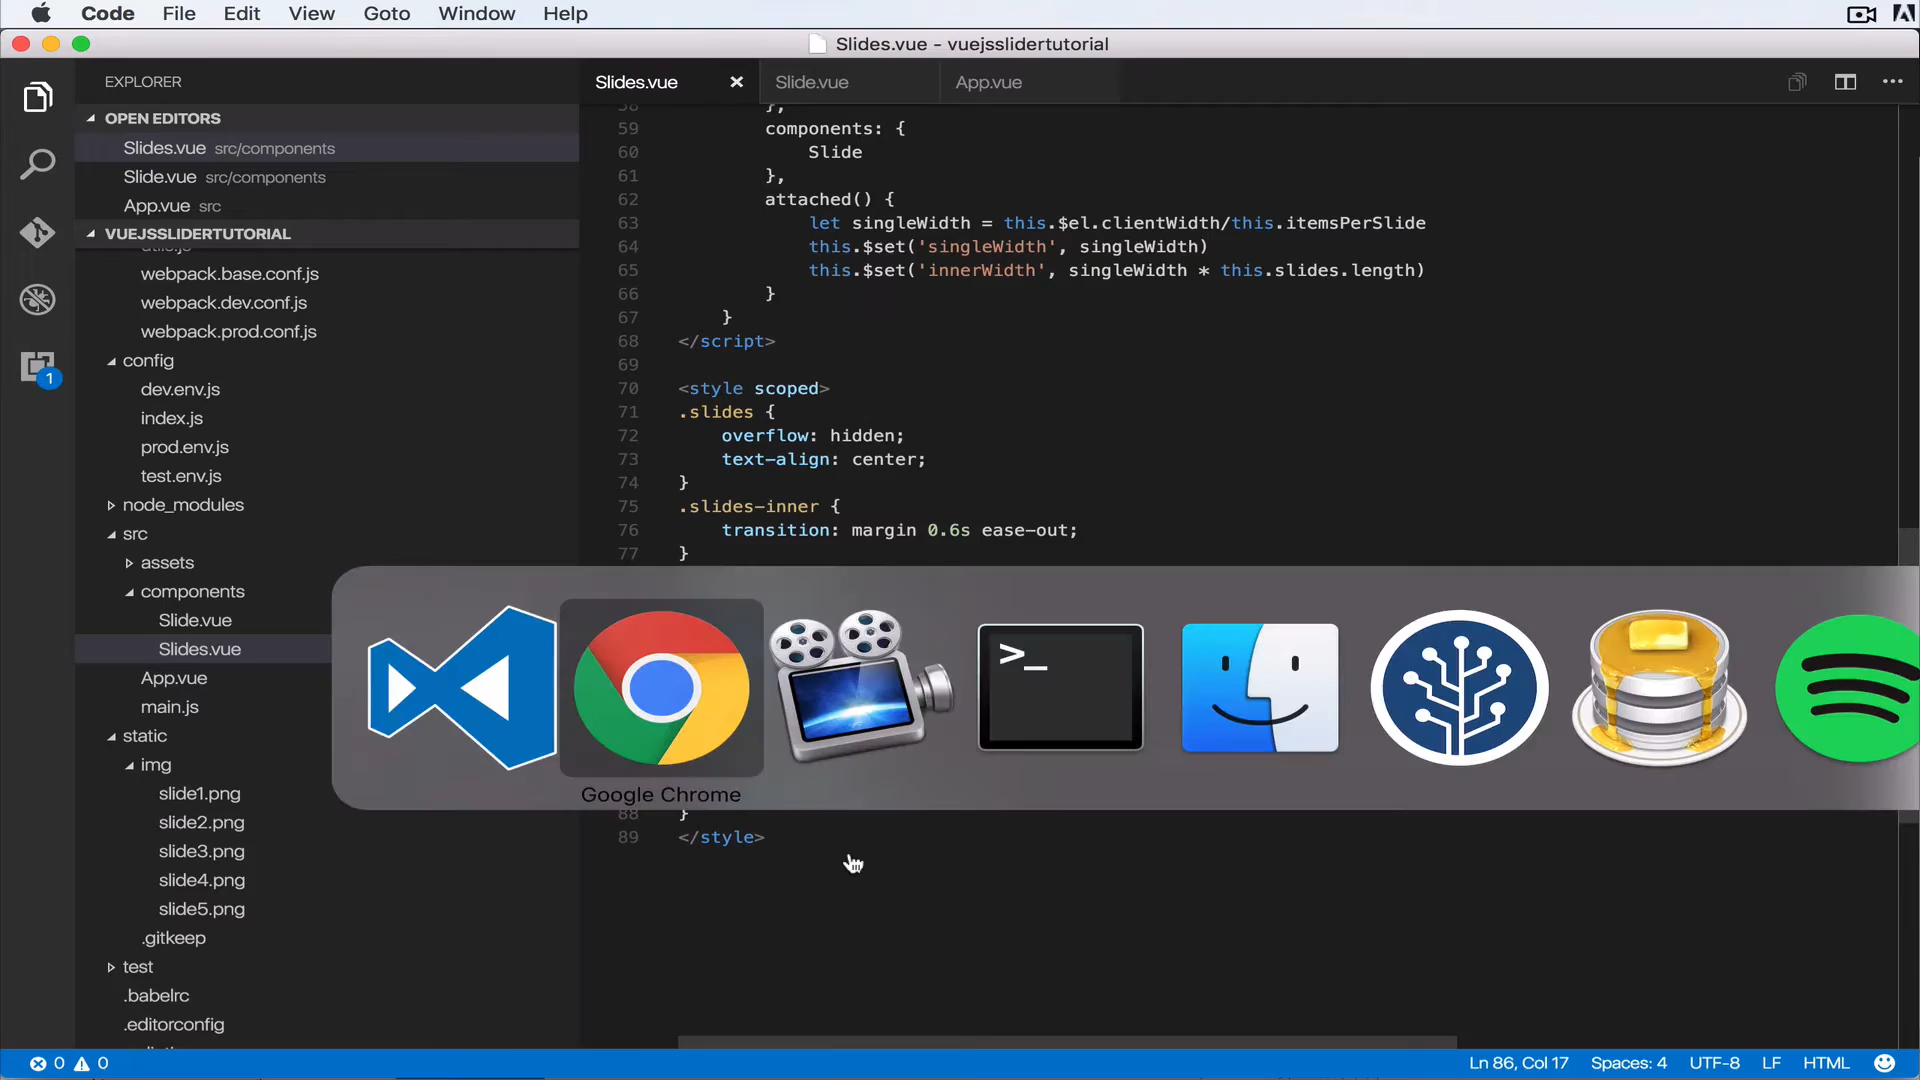 Code File Edit View Goto Window Help
Slides.vue - vuejsslidertutorial
EXPLORER
OPEN EDITORS
Slides.vue src/components
Slide.vue src/components
App.vue src
VUEJSSLIDERTUTORIAL
utils.js
webpack.base.conf.js
webpack.dev.conf.js
webpack.prod.conf.js
config
dev.env.js
index.js
prod.env.js
test.env.js
node_modules
src
assets
components
Slide.vue
Slides.vue
App.vue
main.js
static
img
slide1.png
slide2.png
slide3.png
slide4.png
slide5.png
.gitkeep
test
.babelrc
.editorconfig
1
Slides.vue Slide.vue App.vue
58 },
59 components: {
60 Slide
61 },
62 attached() {
63 let singleWidth = this.$el.clientWidth/this.itemsPerSlide
64 this.$set('singleWidth', singleWidth)
65 this.$set('innerWidth', singleWidth * this.slides.length)
66 }
67 }
68 </script>
69
70 <style scoped>
71 .slides {
72 overflow: hidden;
73 text-align: center;
74 }
75 .slides-inner {
76 transition: margin 0.6s ease-out;
77 }
>_
Google Chrome
88 }
89 </style>
0 0
Ln 86, Col 17 Spaces: 4 UTF-8 LF HTML